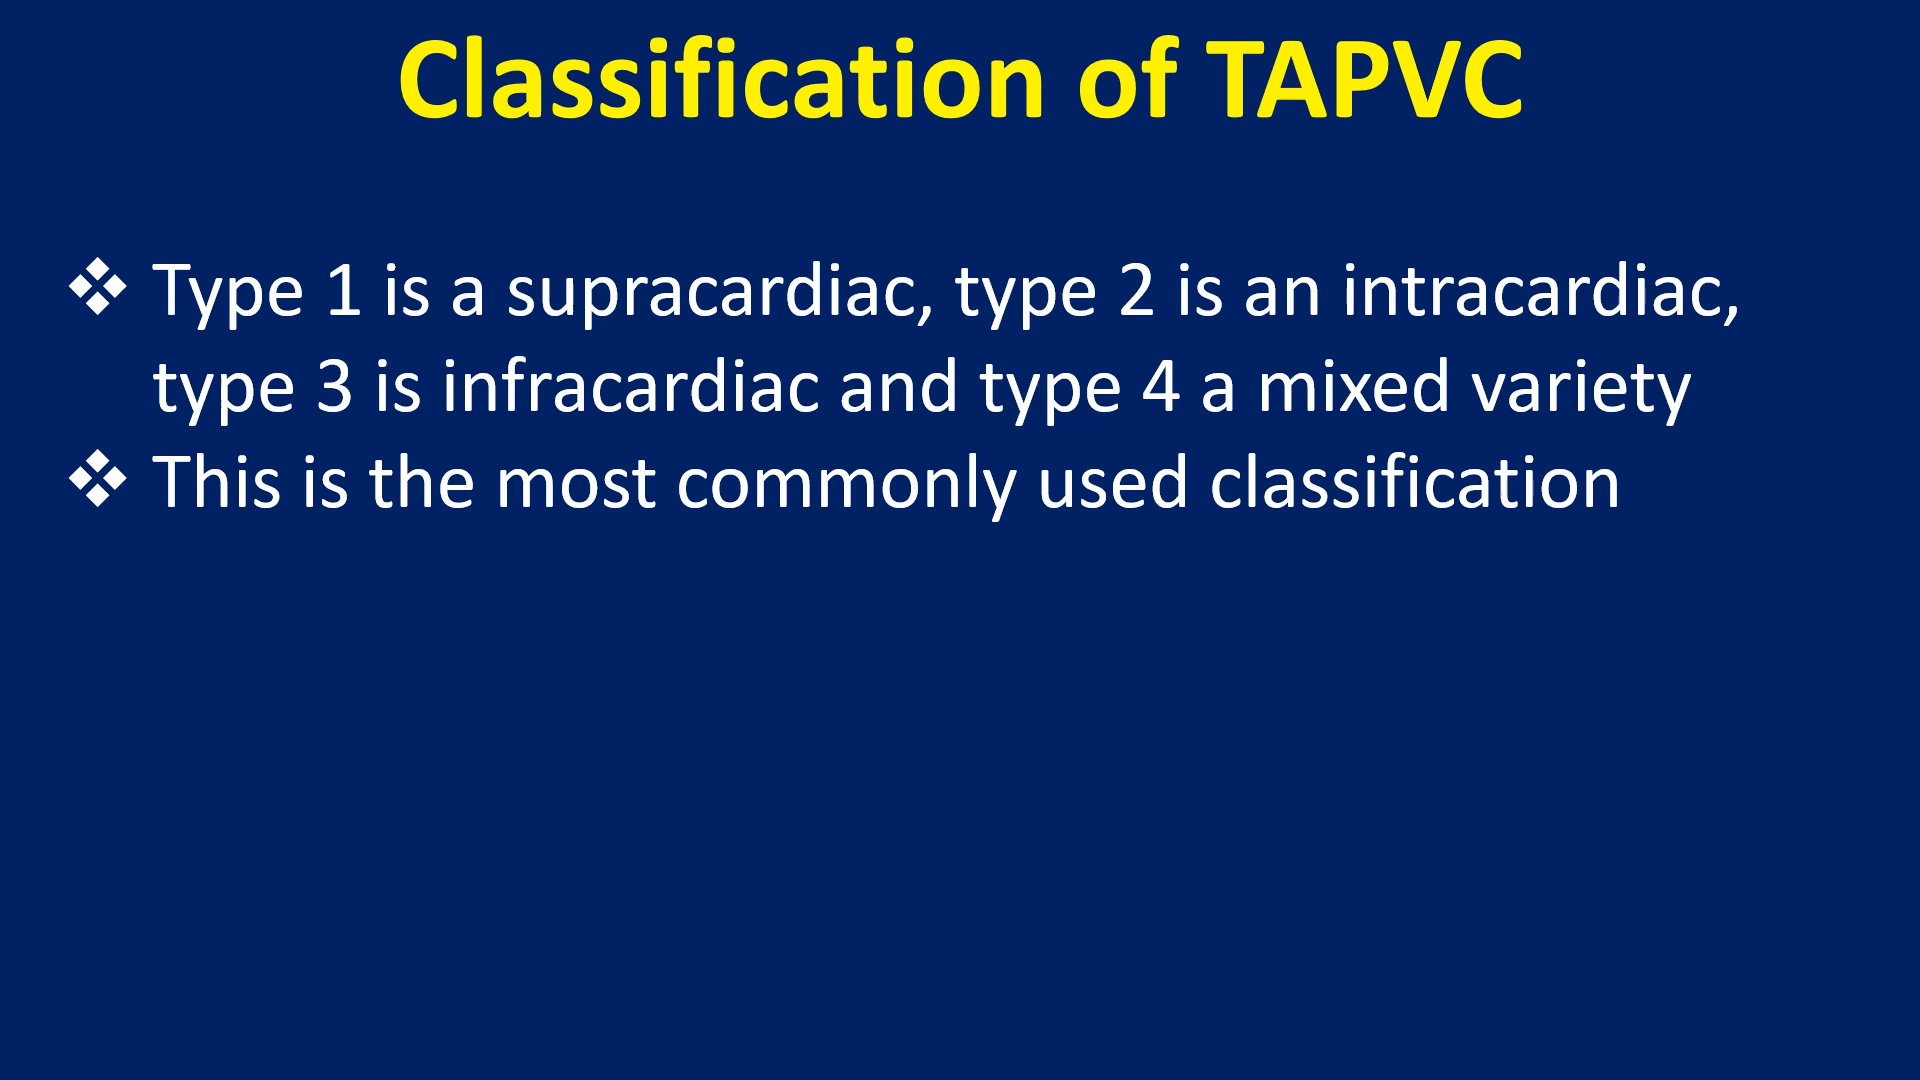 Classification of TAPVC
❖ Type 1 is a supracardiac, type 2 is an intracardiac,
type 3 is infracardiac and type 4 a mixed variety
❖ This is the most commonly used classification